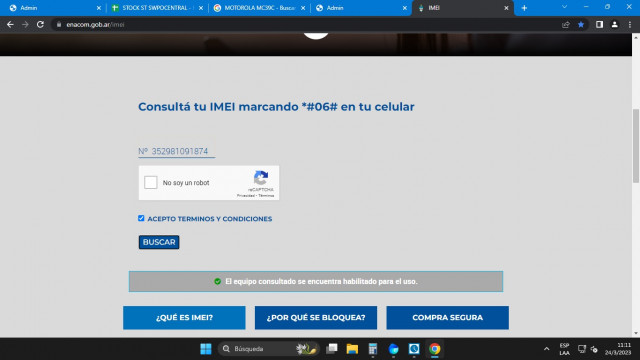 Admin
STOCK ST SWPOCENTRAL -
MOTOROLA MC39C - Buscar
Admin
IMEI
enacom.gob.ar/imei
Consultá tu IMEI marcando *#06# en tu celular
Nº 352981091874
No soy un robot
reCAPTCHA
Privacidad - Términos
ACEPTO TERMINOS Y CONDICIONES
BUSCAR
El equipo consultado se encuentra habilitado para el uso.
¿QUÉ ES IMEI?
¿POR QUÉ SE BLOQUEA?
COMPRA SEGURA
Búsqueda
ESP
LAA
11:11
24/3/2023